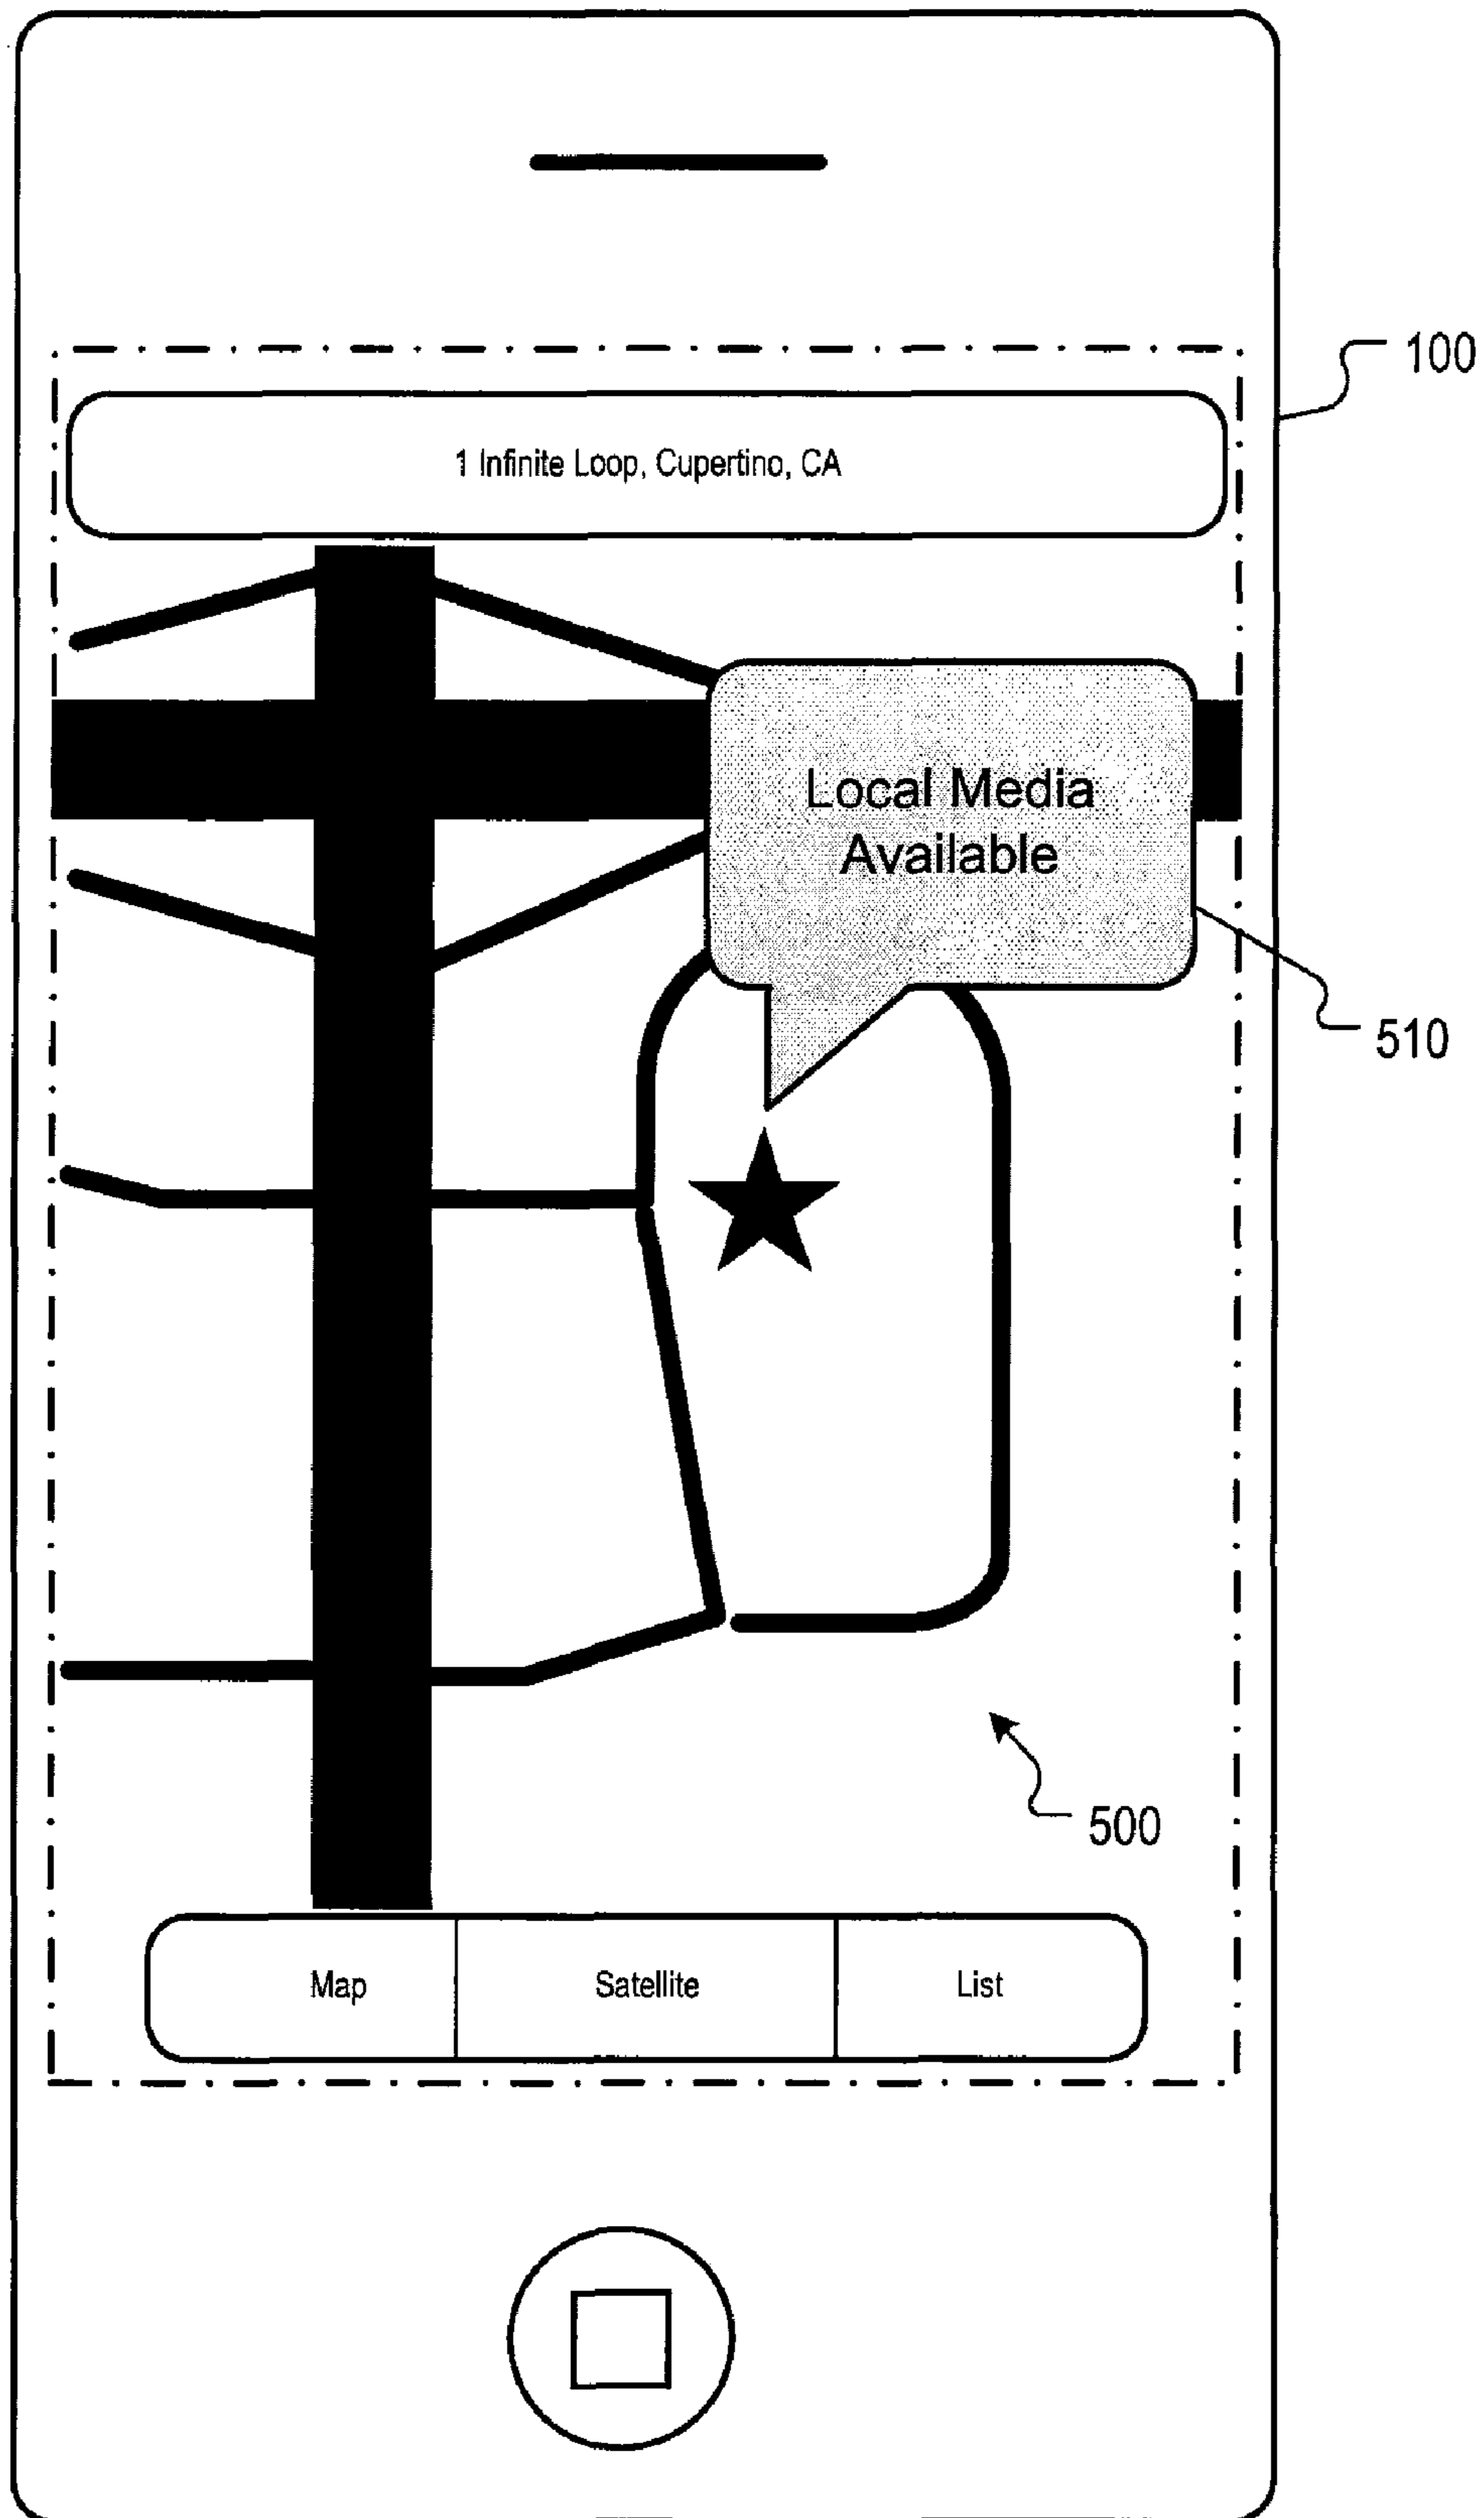 100
1 Infinite Loop, Cupertino, CA
Local Media
Available
510
500
Map
Satellite
List